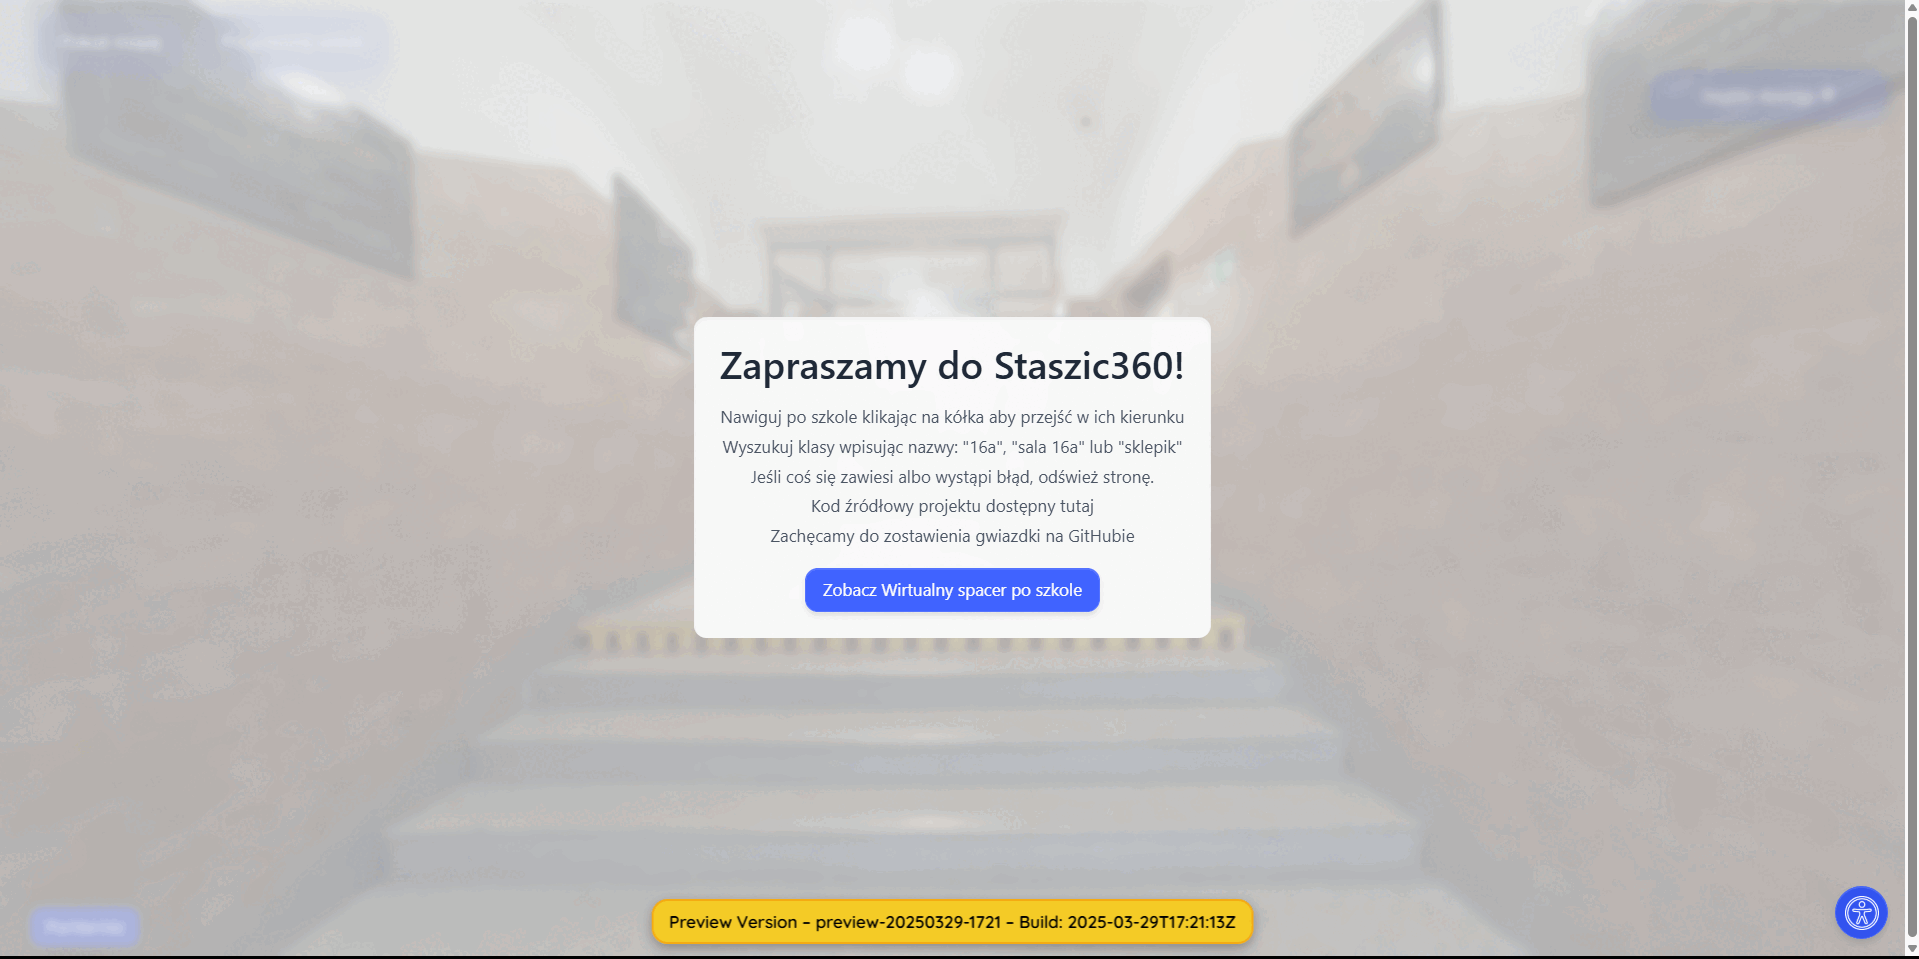 Zapraszamy do Staszic360!
Nawiguj po szkole klikając na kółka aby przejść w ich kierunku
Wyszukuj klasy wpisując nazwy: "16a", "sala 16a" lub "sklepik"
Jeśli coś się zawiesi albo wystąpi błąd, odśwież stronę.
Kod źródłowy projektu dostępny tutaj
Zachęcamy do zostawienia gwiazdki na GitHubie
Zobacz Wirtualny spacer po szkole
Preview Version – preview-20250329-1721 – Build: 2025-03-29T17:21:13Z